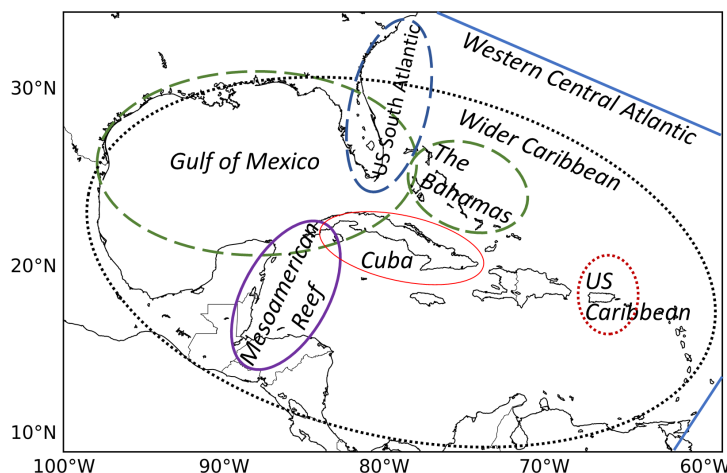 30°N
20°N
10°N
100°W
90°W
80°W
70°W
60°W
Western Central Atlantic
Wider Caribbean
US South Atlantic
Gulf of Mexico
The
Bahamas
Cuba
Mesoamerican
Reef
US
Caribbean